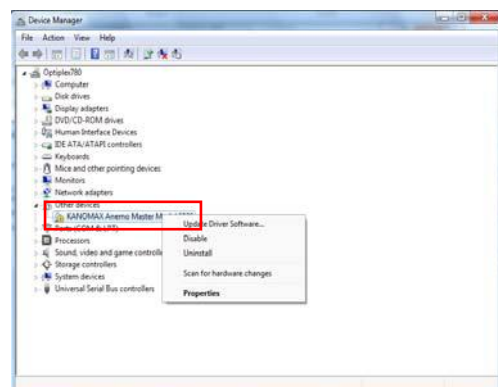 Device Manager
File Action View Help
Optiplex780
Computer
Disk drives
Display adapters
DVD/CD-ROM drives
Human Interface Devices
IDE ATA/ATAPI controllers
Keyboards
Mice and other pointing devices
Monitors
Network adapters
Other devices
KANOMAX Anemo Master
Update Driver Software...
Ports (COM & LPT)
Disable
Processors
Sound, video and game controlle
Uninstall
Storage controllers
System devices
Scan for hardware changes
Universal Serial Bus controllers
Properties